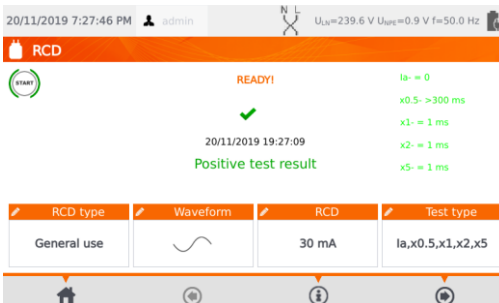 20/11/2019 7:27:46 PM admin N L U_LN=239.6 V U_NPE=0.9 V f=50.0 Hz
RCD
START
READY!
20/11/2019 19:27:09
Positive test result
Ia- = 0
x0.5- >300 ms
x1- = 1 ms
x2- = 1 ms
x5- = 1 ms
RCD type Waveform RCD Test type
General use 30 mA Ia,x0.5,x1,x2,x5